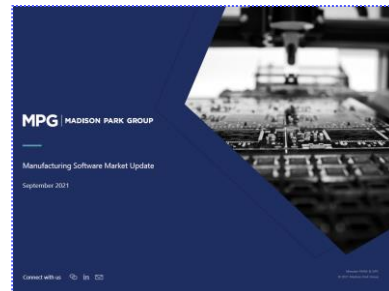 MPG | MADISON PARK GROUP
Manufacturing Software Market Update
September 2021
Connect with us